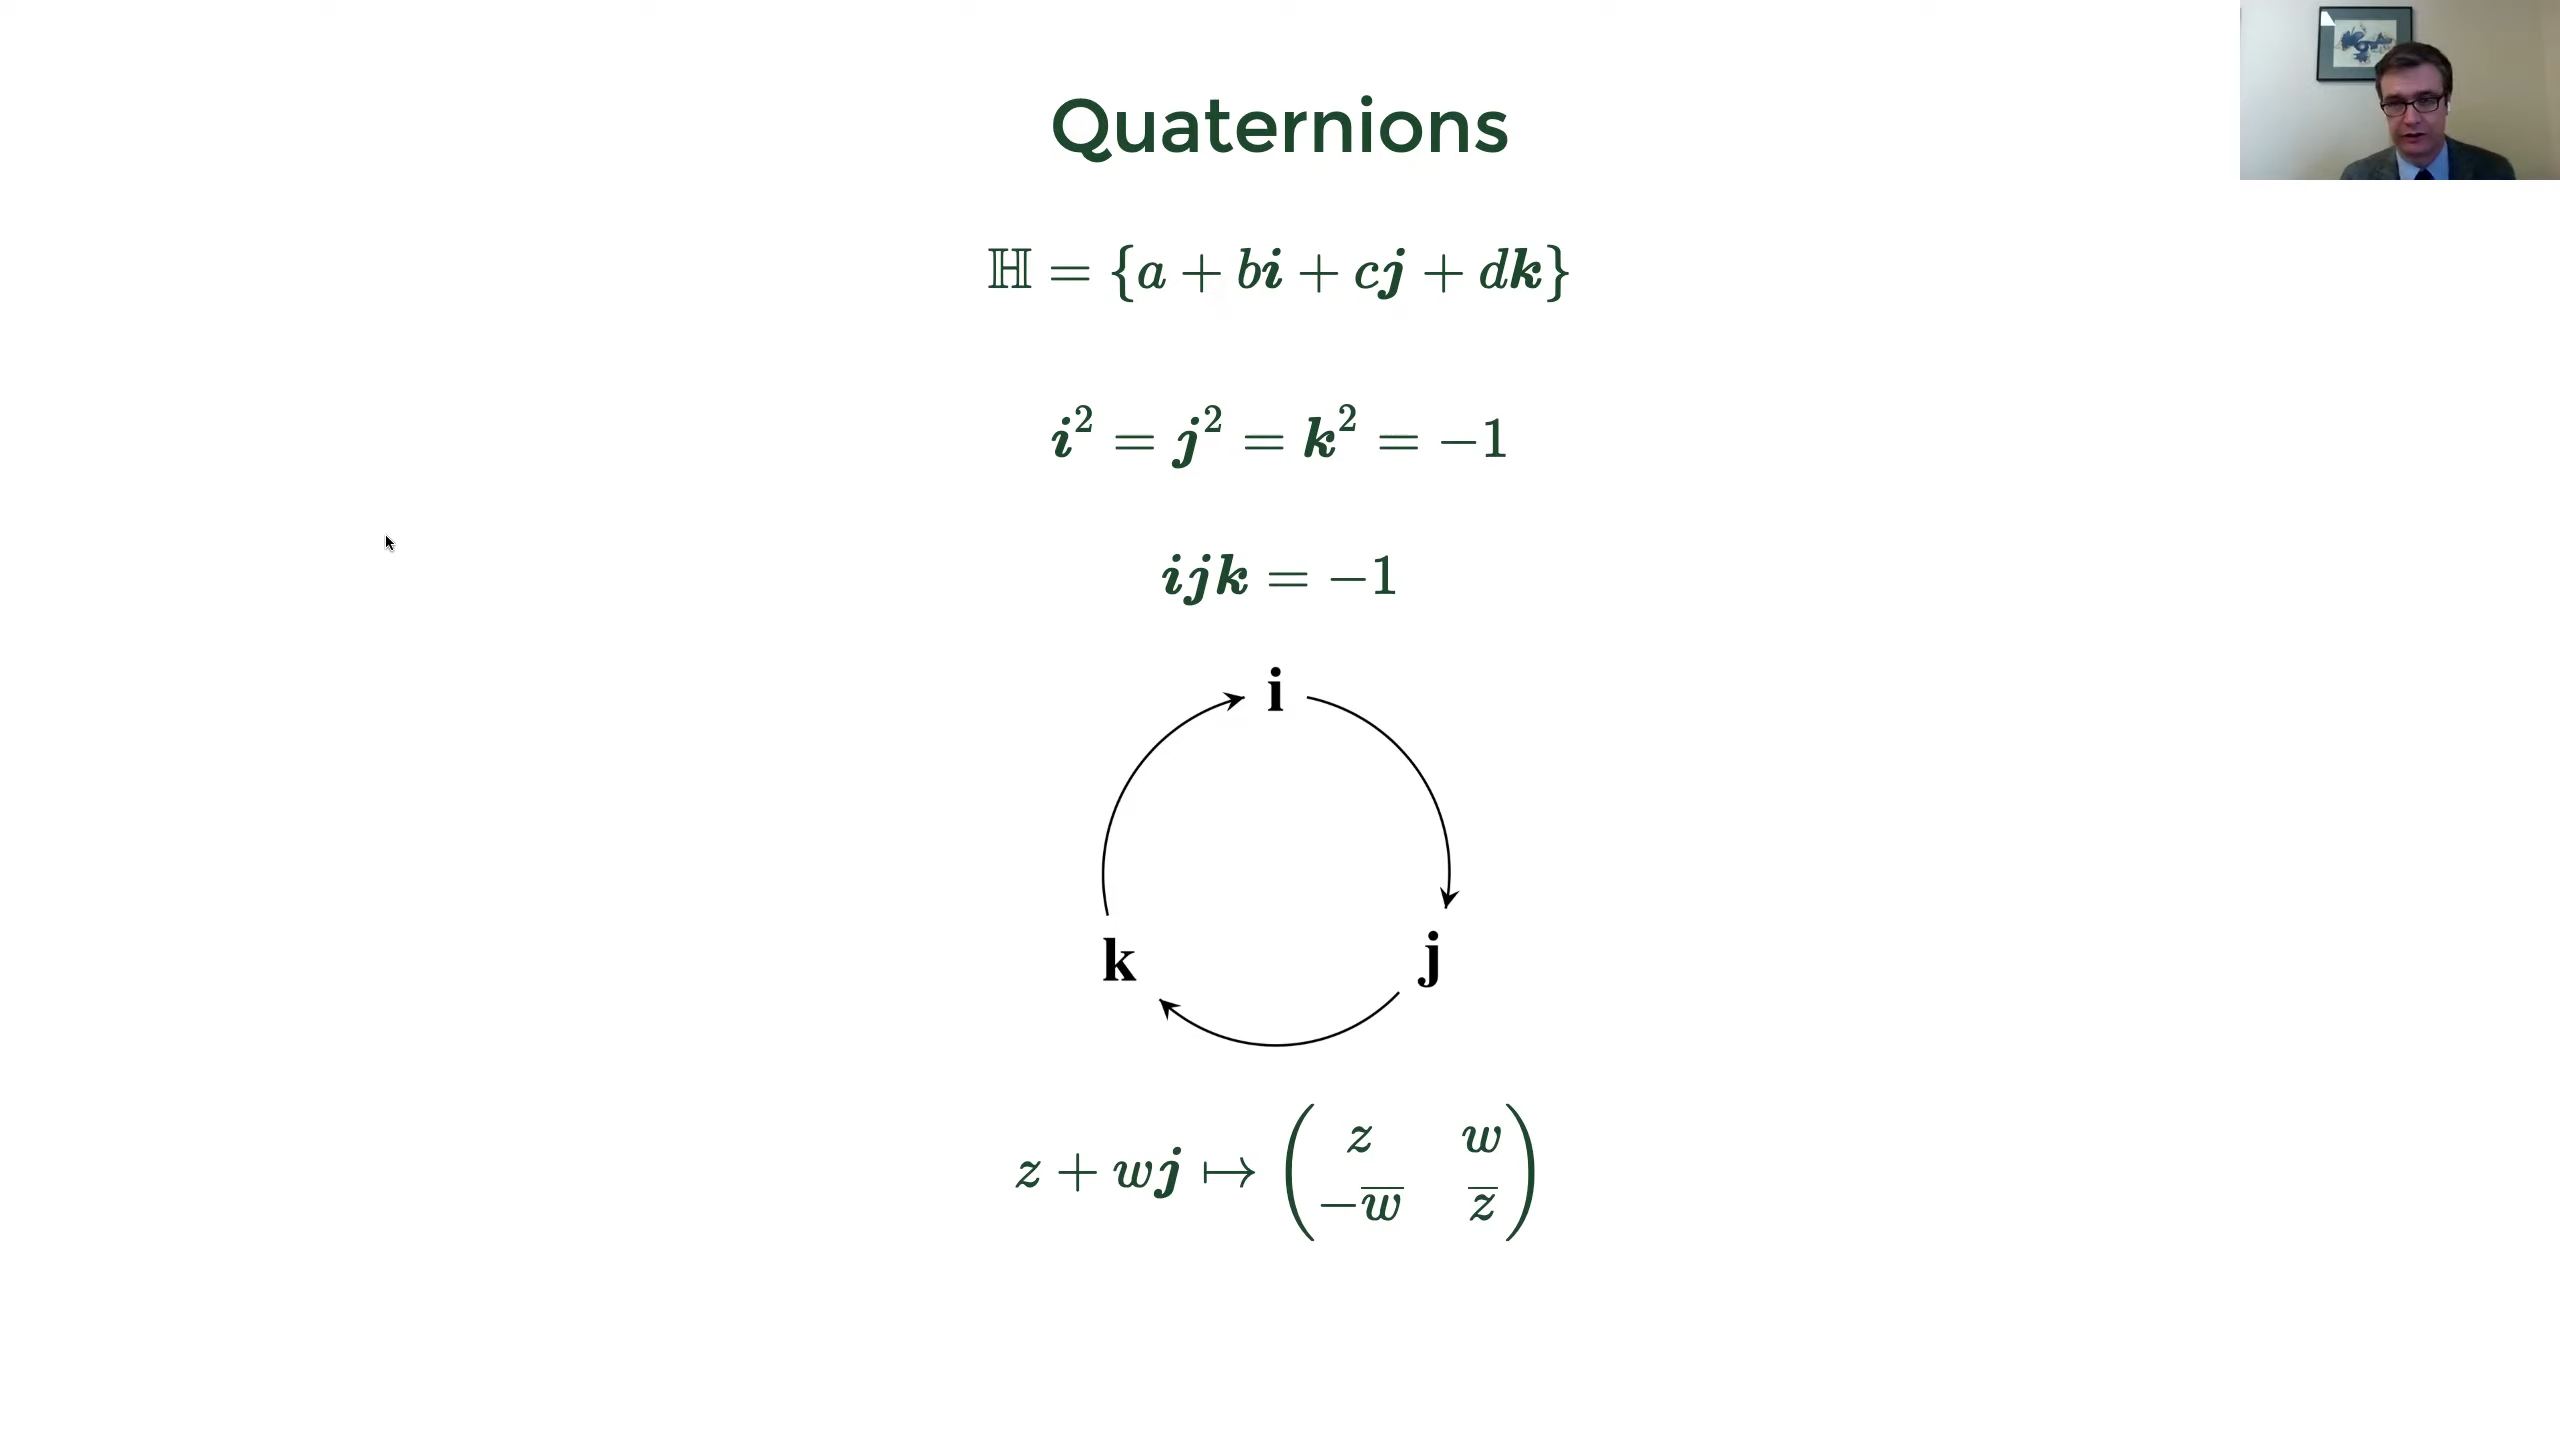 Quaternions
ℍ = {a + bi + cj + dk}
i² = j² = k² = −1
ijk = −1
i
k j
z + wj ↦ ( z w
−w̅ z̅ )